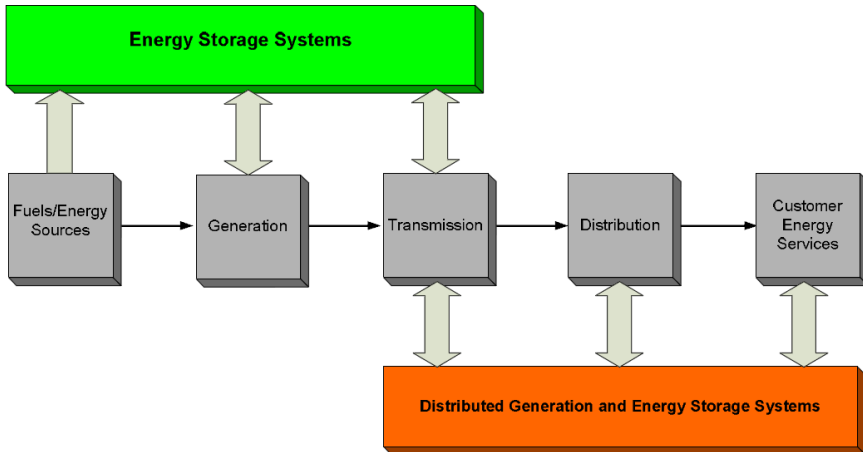 Energy Storage Systems
Fuels/Energy
Sources
Generation
Transmission
Distribution
Customer
Energy
Services
Distributed Generation and Energy Storage Systems